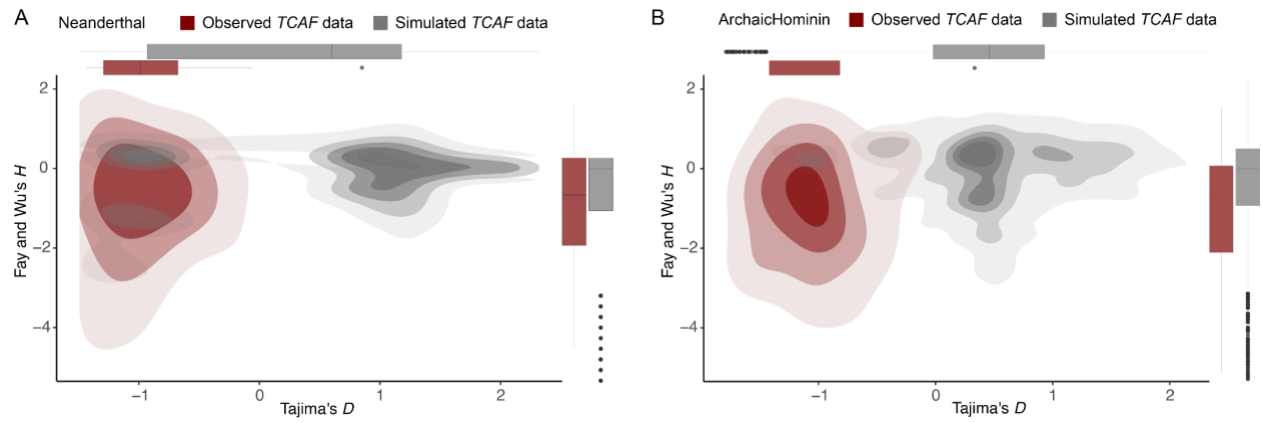 A
Neanderthal
Observed TCAF data
Simulated TCAF data
Fay and Wu's H
2
0
−2
−4
−1
0
1
2
Tajima's D
B
ArchaicHominin
Observed TCAF data
Simulated TCAF data
Fay and Wu's H
2
0
−2
−4
−1
0
1
2
Tajima's D